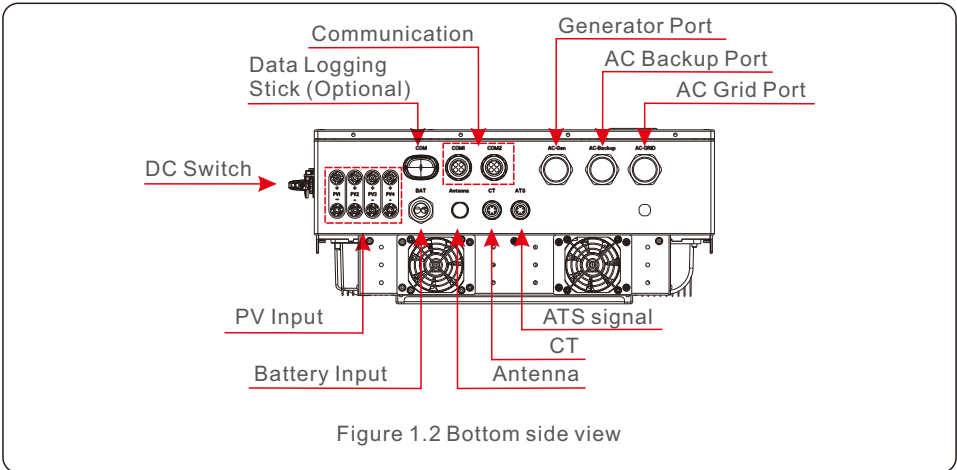 Communication
Generator Port
Data Logging
Stick (Optional)
AC Backup Port
AC Grid Port
DC Switch
COM
COM1
COM2
AC-Gen
AC-Backup
AC-GRID
+ + + +
PV1 PV2 PV3 PV4
- - - -
BAT
Antenna
CT
ATS
PV Input
ATS signal
CT
Battery Input
Antenna
Figure 1.2 Bottom side view